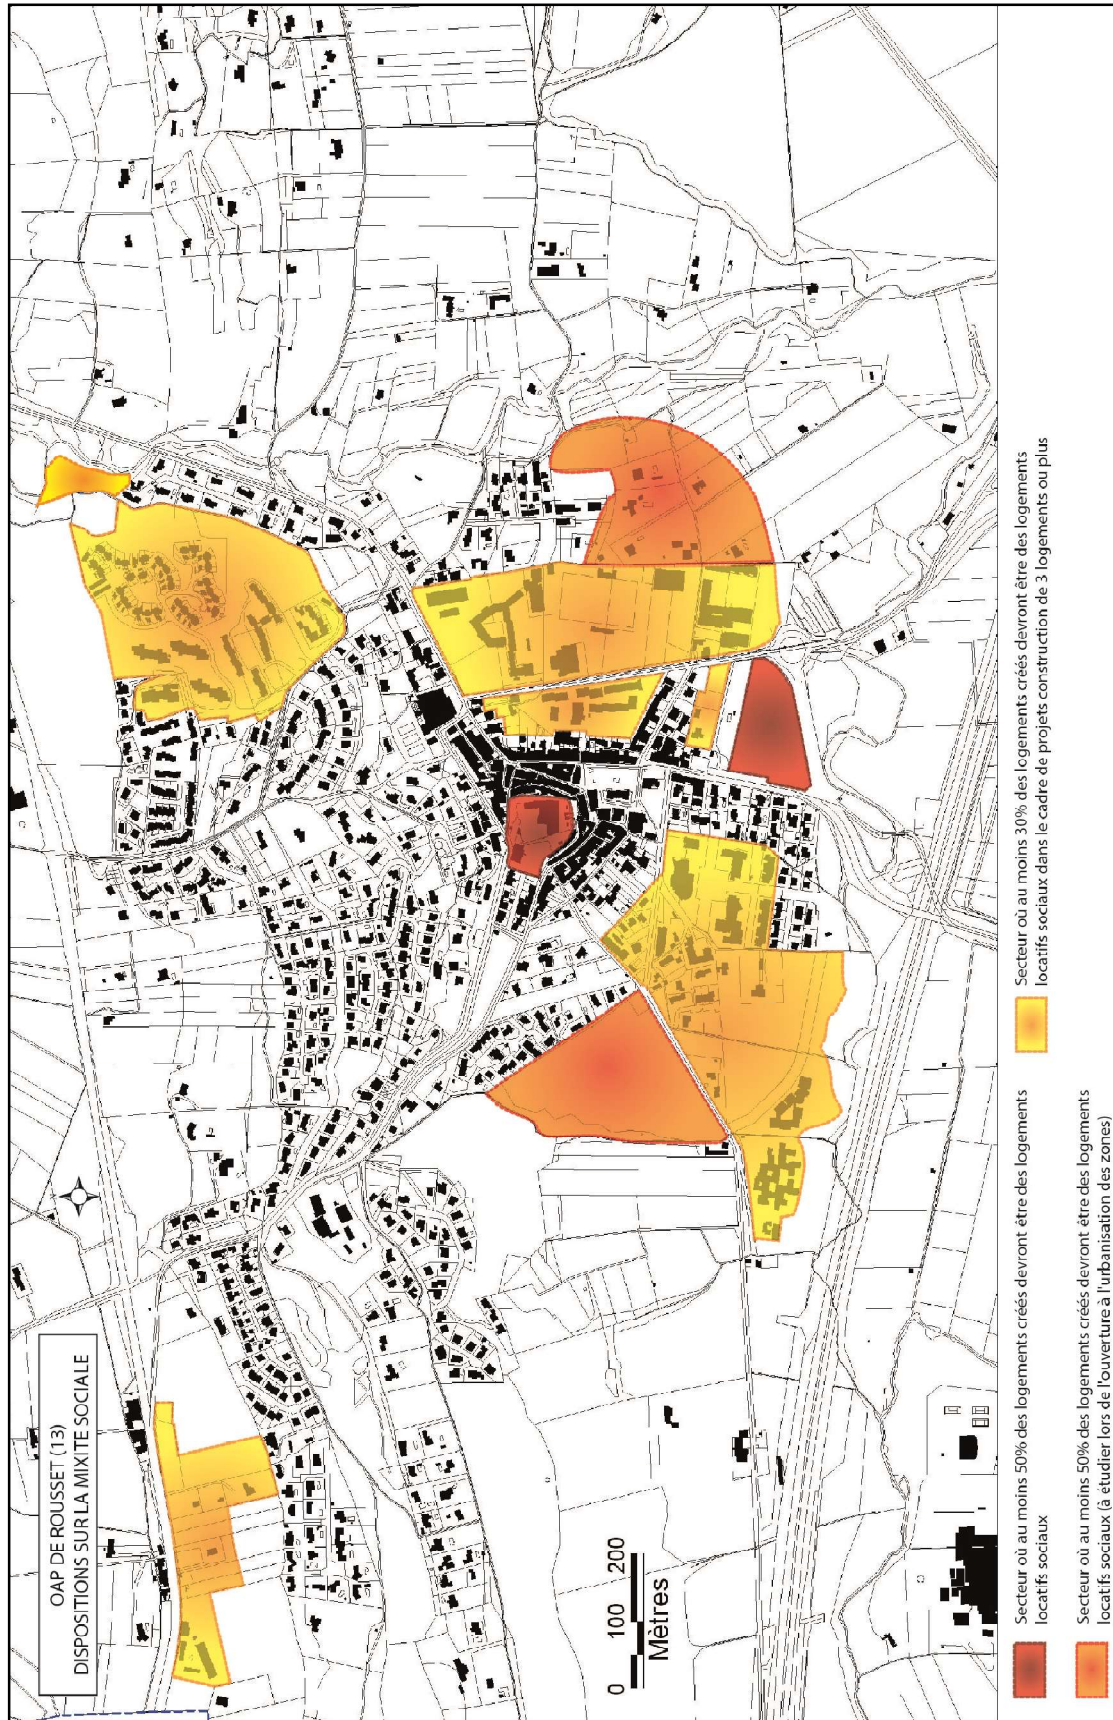 OAP DE ROUSSET (13)
DISPOSITIONS SUR LA MIXITE SOCIALE
0 100 200
Mètres
Secteur où au moins 50% des logements créés devront être des logements
locatifs sociaux
Secteur où au moins 50% des logements créés devront être des logements
locatifs sociaux (à étudier lors de l'ouverture à l'urbanisation des zones)
Secteur où au moins 30% des logements créés devront être des logements
locatifs sociaux dans le cadre de projets construction de 3 logements ou plus